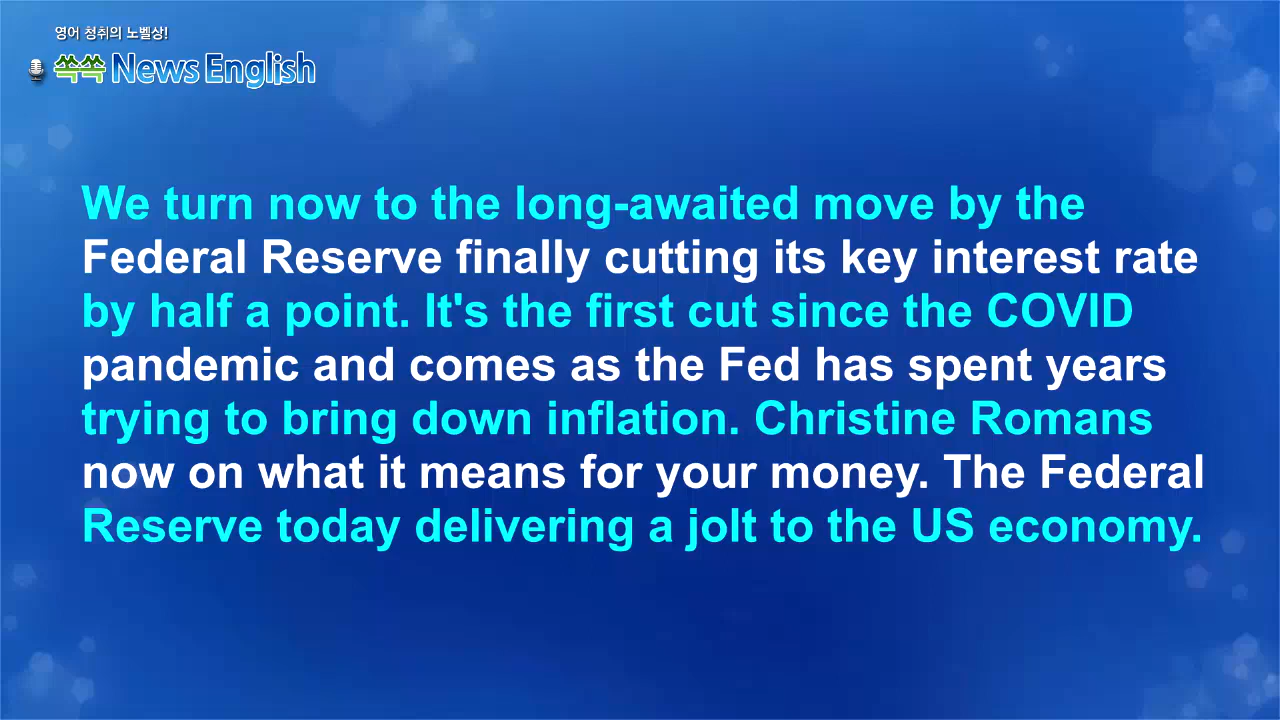 영어 청취의 노벨상!
쏙쏙 News English
We turn now to the long-awaited move by the
Federal Reserve finally cutting its key interest rate
by half a point. It's the first cut since the COVID
pandemic and comes as the Fed has spent years
trying to bring down inflation. Christine Romans
now on what it means for your money. The Federal
Reserve today delivering a jolt to the US economy.